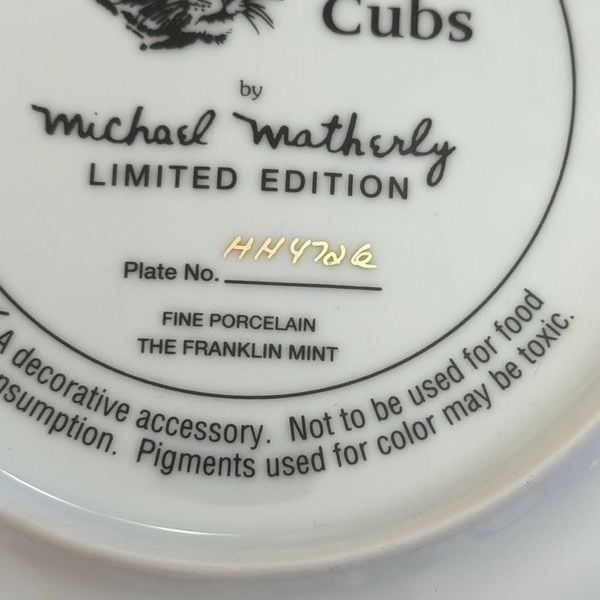 Cubs
by
Michael Matherly
LIMITED EDITION
Plate No. HH4726
FINE PORCELAIN
THE FRANKLIN MINT
A decorative accessory. Not to be used for food
nsumption. Pigments used for color may be toxic.